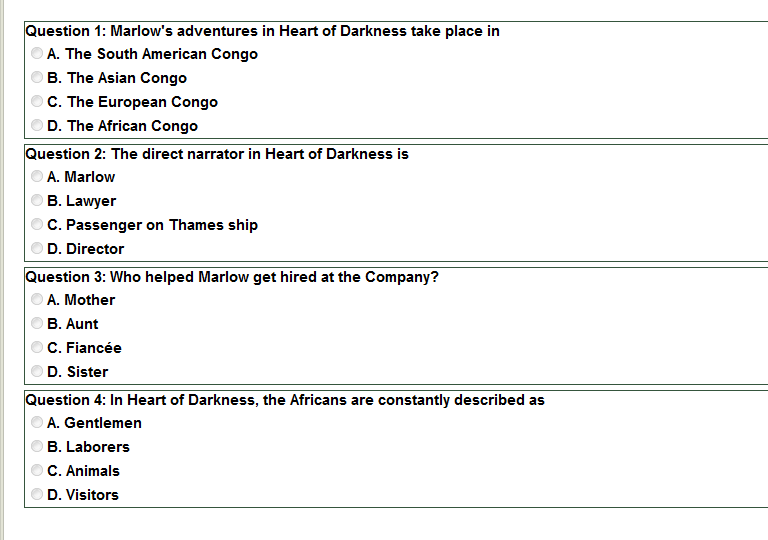 Question 1: Marlow's adventures in Heart of Darkness take place in
A. The South American Congo
B. The Asian Congo
C. The European Congo
D. The African Congo
Question 2: The direct narrator in Heart of Darkness is
A. Marlow
B. Lawyer
C. Passenger on Thames ship
D. Director
Question 3: Who helped Marlow get hired at the Company?
A. Mother
B. Aunt
C. Fiancée
D. Sister
Question 4: In Heart of Darkness, the Africans are constantly described as
A. Gentlemen
B. Laborers
C. Animals
D. Visitors